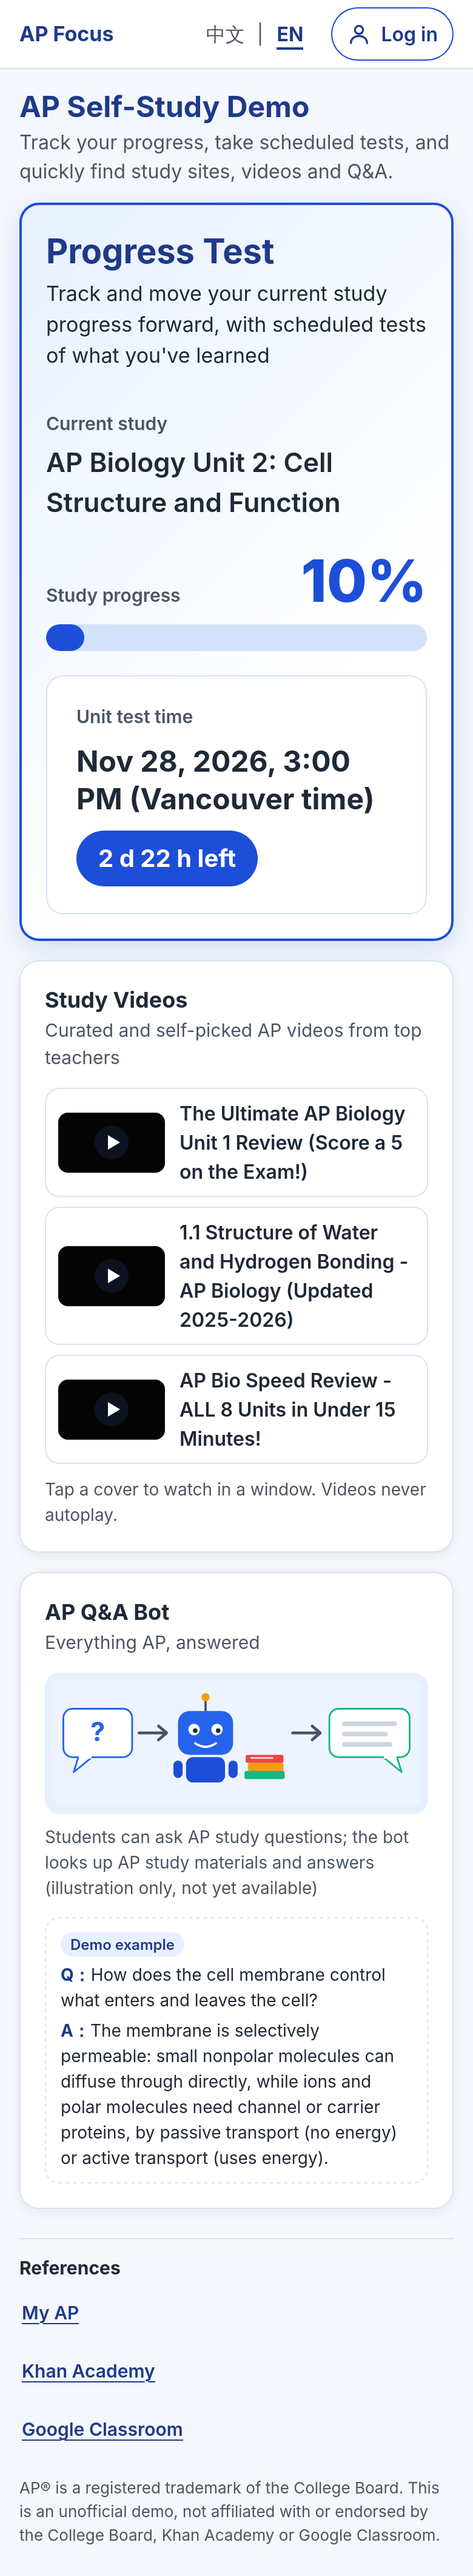 AP Focus
中文 | EN
Log in
AP Self-Study Demo
Track your progress, take scheduled tests, and
quickly find study sites, videos and Q&A.
Progress Test
Track and move your current study
progress forward, with scheduled tests
of what you've learned
Current study
AP Biology Unit 2: Cell
Structure and Function
Study progress
10%
Unit test time
Nov 28, 2026, 3:00
PM (Vancouver time)
2 d 22 h left
Study Videos
Curated and self-picked AP videos from top
teachers
The Ultimate AP Biology
Unit 1 Review (Score a 5
on the Exam!)
1.1 Structure of Water
and Hydrogen Bonding -
AP Biology (Updated
2025-2026)
AP Bio Speed Review -
ALL 8 Units in Under 15
Minutes!
Tap a cover to watch in a window. Videos never
autoplay.
AP Q&A Bot
Everything AP, answered
?
Students can ask AP study questions; the bot
looks up AP study materials and answers
(illustration only, not yet available)
Demo example
Q： How does the cell membrane control
what enters and leaves the cell?
A： The membrane is selectively
permeable: small nonpolar molecules can
diffuse through directly, while ions and
polar molecules need channel or carrier
proteins, by passive transport (no energy)
or active transport (uses energy).
References
My AP
Khan Academy
Google Classroom
AP® is a registered trademark of the College Board. This
is an unofficial demo, not affiliated with or endorsed by
the College Board, Khan Academy or Google Classroom.